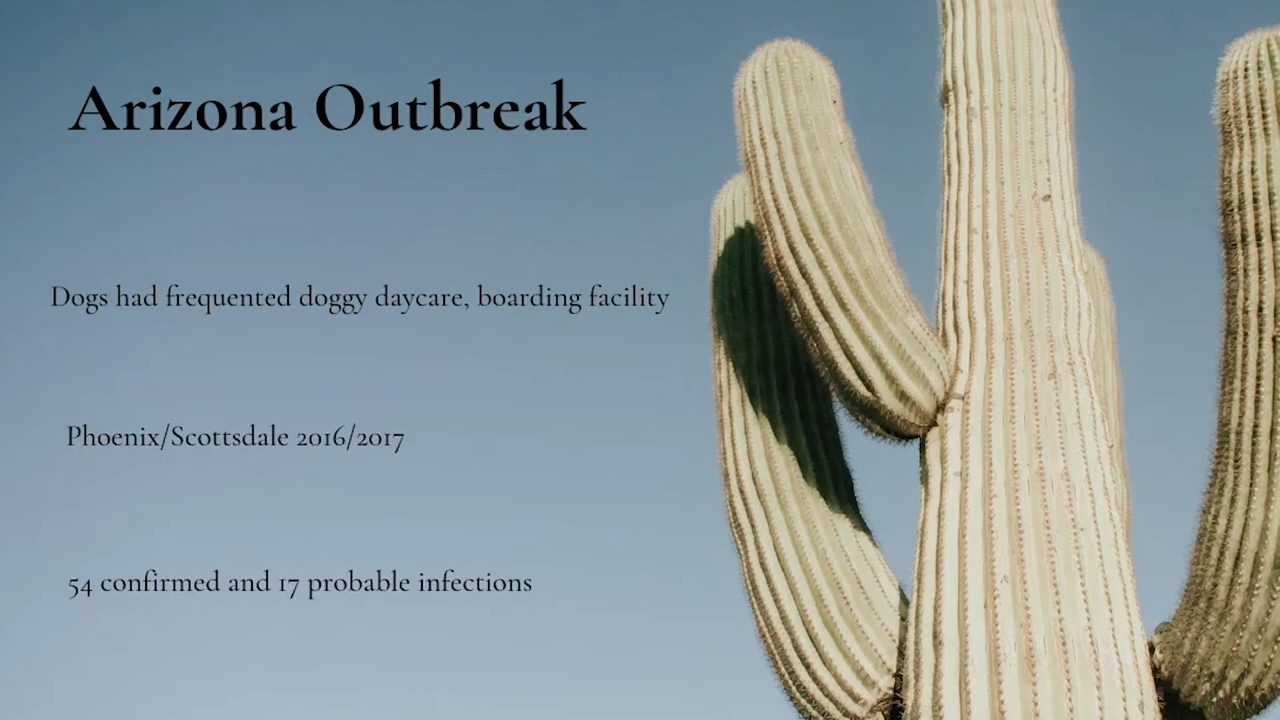 Arizona Outbreak
Dogs had frequented doggy daycare, boarding facility
Phoenix/Scottsdale 2016/2017
54 confirmed and 17 probable infections